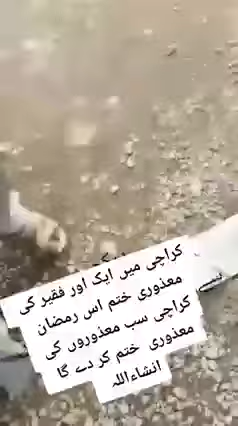 کراچی میں ایک اور فقیر کی
معذوری ختم اس رمضان
کراچی سب معذوروں کی
معذوری ختم کر دے گا
انشاءاللہ